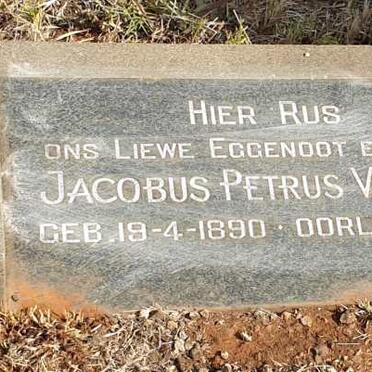 HIER RUS
ONS LIEWE EGGENOOT E
JACOBUS PETRUS V
GEB. 19-4-1890 · OORL